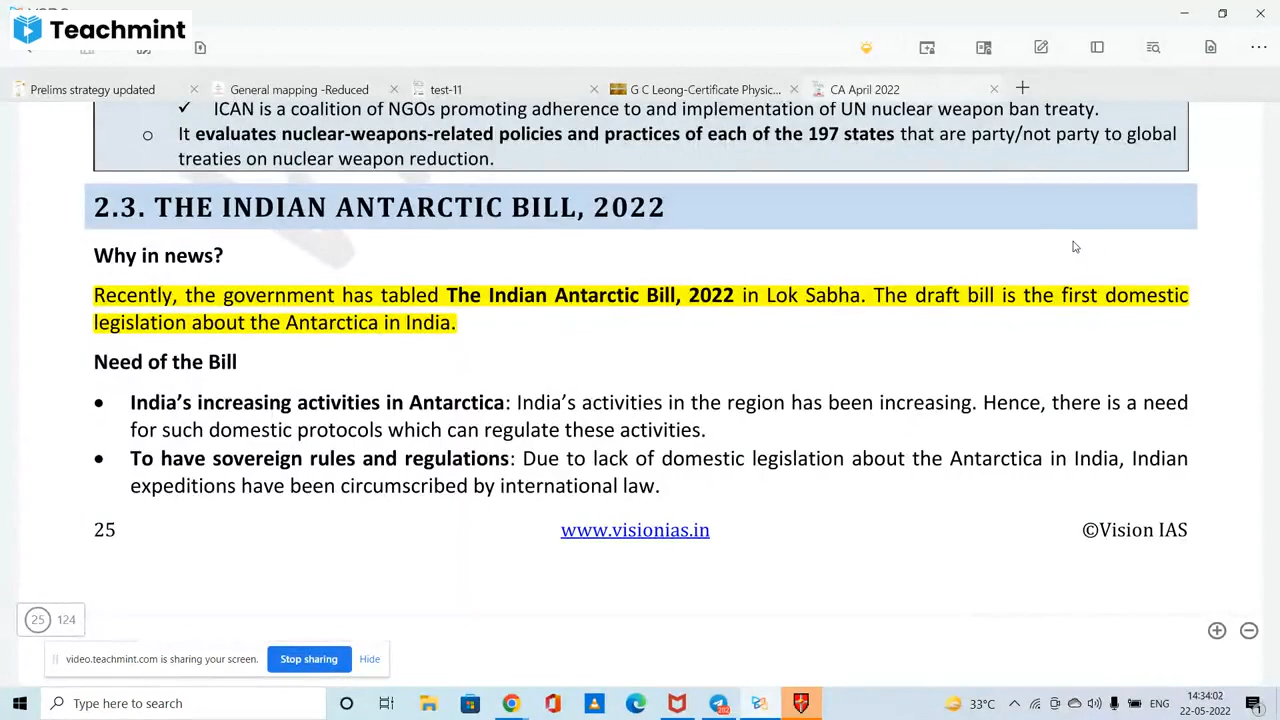 Teachmint
Prelims strategy updated
General mapping -Reduced
test-11
G C Leong-Certificate Physic...
CA April 2022
✓ ICAN is a coalition of NGOs promoting adherence to and implementation of UN nuclear weapon ban treaty.
o It evaluates nuclear-weapons-related policies and practices of each of the 197 states that are party/not party to global
treaties on nuclear weapon reduction.
2.3. THE INDIAN ANTARCTIC BILL, 2022
Why in news?
Recently, the government has tabled The Indian Antarctic Bill, 2022 in Lok Sabha. The draft bill is the first domestic
legislation about the Antarctica in India.
Need of the Bill
• India's increasing activities in Antarctica: India's activities in the region has been increasing. Hence, there is a need
for such domestic protocols which can regulate these activities.
• To have sovereign rules and regulations: Due to lack of domestic legislation about the Antarctica in India, Indian
expeditions have been circumscribed by international law.
25 www.visionias.in ©Vision IAS
25 124
video.teachmint.com is sharing your screen. Stop sharing Hide
Type here to search
33°C ENG
14:34:02
22-05-2022